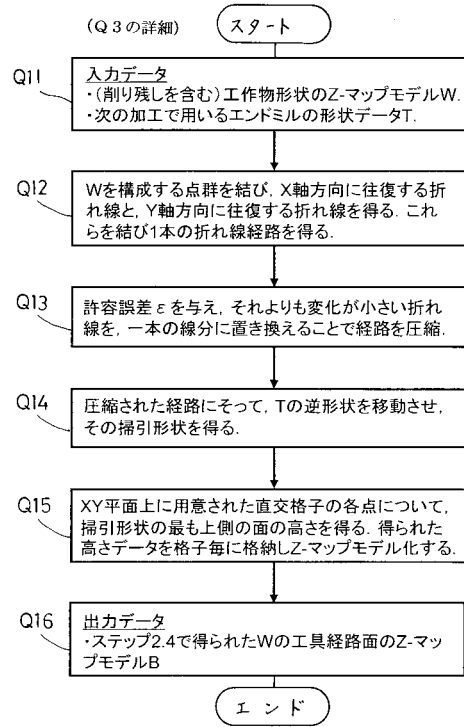 (Q3の詳細)
スタート
Q11
入力データ
・(削り残しを含む)工作物形状のZ-マップモデルW.
・次の加工で用いるエンドミルの形状データT.
Q12
Wを構成する点群を結び, X軸方向に往復する折
れ線と, Y軸方向に往復する折れ線を得る. これ
らを結び1本の折れ線経路を得る.
Q13
許容誤差εを与え, それよりも変化が小さい折れ
線を, 一本の線分に置き換えることで経路を圧縮.
Q14
圧縮された経路にそって, Tの逆形状を移動させ,
その掃引形状を得る.
Q15
XY平面上に用意された直交格子の各点について,
掃引形状の最も上側の面の高さを得る. 得られた
高さデータを格子毎に格納しZ-マップモデル化する.
Q16
出力データ
・ステップ2.4で得られたWの工具経路面のZ-マ
ップモデルB
エンド